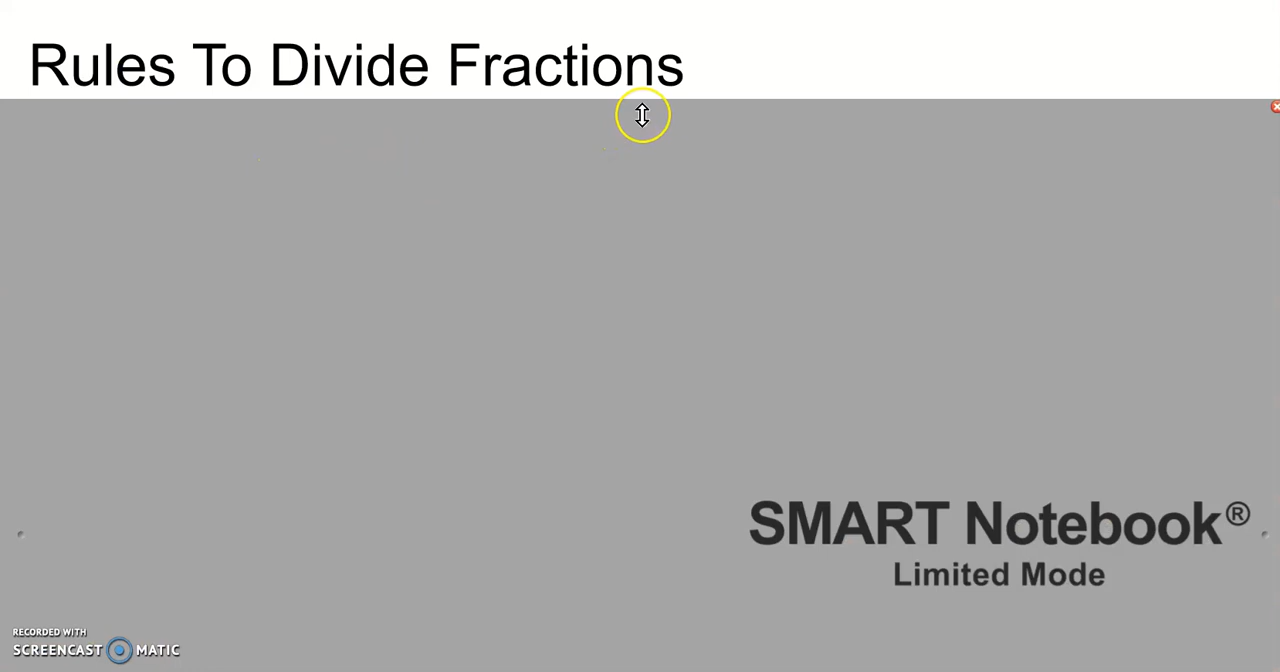 Rules To Divide Fractions
SMART Notebook®
Limited Mode
RECORDED WITH
SCREENCAST MATIC